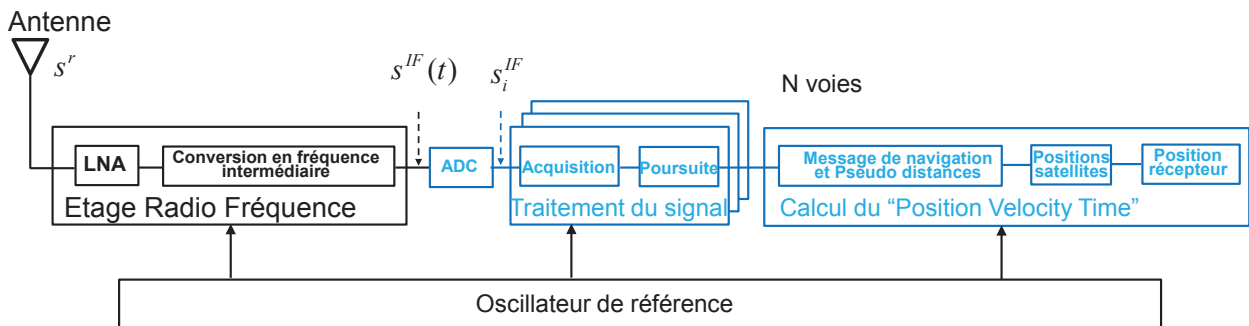 Antenne
s^r
s^{IF}(t)
s_i^{IF}
N voies
LNA
Conversion en fréquence
intermédiaire
Etage Radio Fréquence
ADC
Acquisition
Poursuite
Traitement du signal
Message de navigation
et Pseudo distances
Positions
satellites
Position
récepteur
Calcul du “Position Velocity Time”
Oscillateur de référence